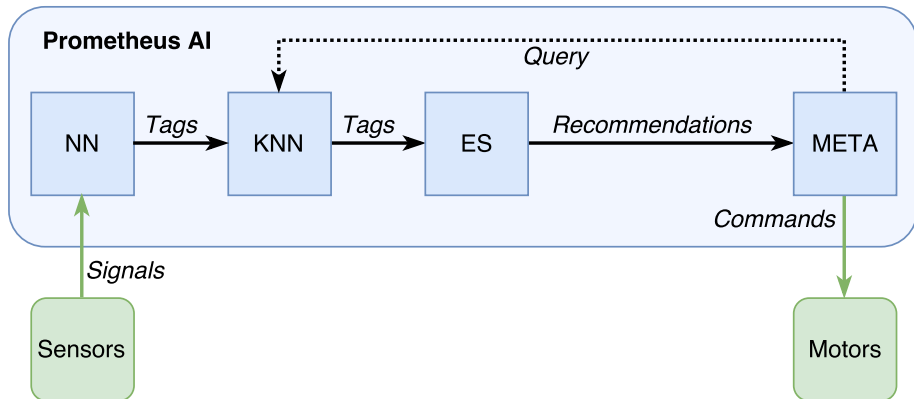 Prometheus AI
Query
Tags
Tags
Recommendations
NN
KNN
ES
META
Commands
Signals
Sensors
Motors